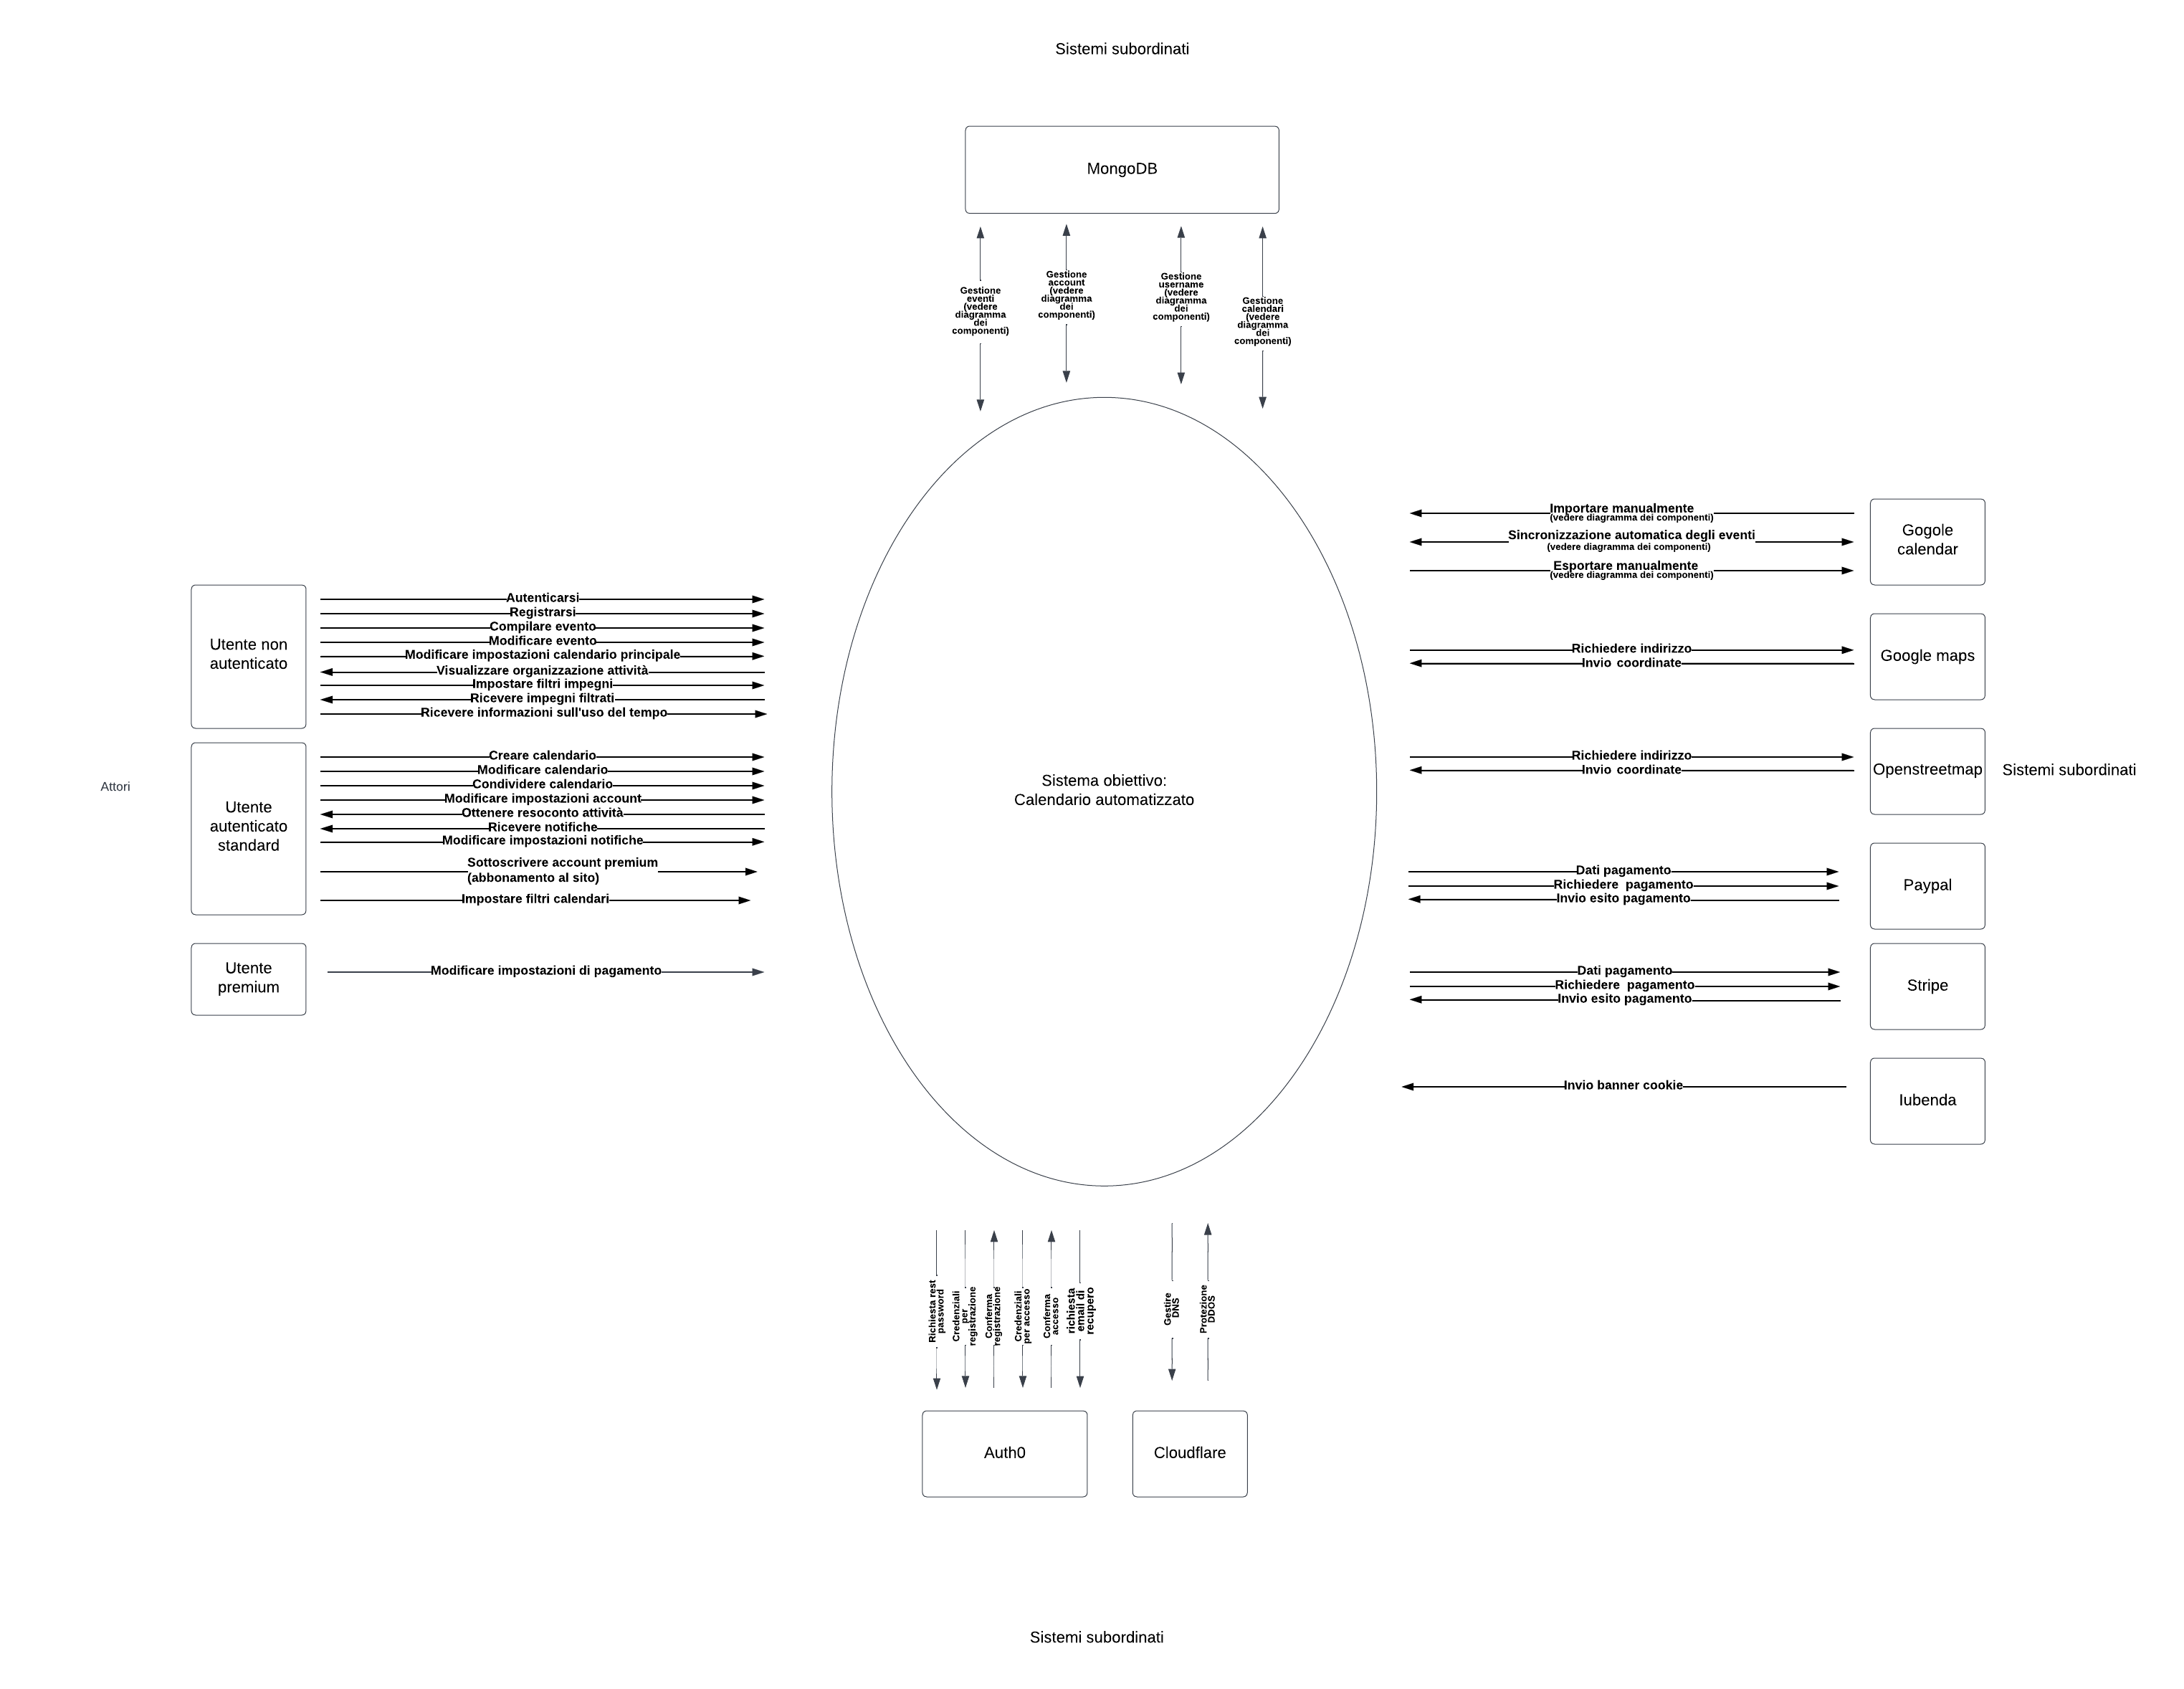 Sistemi subordinati
MongoDB
Gestione
eventi
(vedere
diagramma
dei
componenti)
Gestione
account
(vedere
diagramma
dei
componenti)
Gestione
username
(vedere
diagramma
dei
componenti)
Gestione
calendari
(vedere
diagramma
dei
componenti)
Attori
Utente non
autenticato
Autenticarsi
Registrarsi
Compilare evento
Modificare evento
Modificare impostazioni calendario principale
Visualizzare organizzazione attività
Impostare filtri impegni
Ricevere impegni filtrati
Ricevere informazioni sull'uso del tempo
Utente
autenticato
standard
Creare calendario
Modificare calendario
Condividere calendario
Modificare impostazioni account
Ottenere resoconto attività
Ricevere notifiche
Modificare impostazioni notifiche
Sottoscrivere account premium
(abbonamento al sito)
Impostare filtri calendari
Utente
premium
Modificare impostazioni di pagamento
Sistema obiettivo:
Calendario automatizzato
Importare manualmente
(vedere diagramma dei componenti)
Sincronizzazione automatica degli eventi
(vedere diagramma dei componenti)
Esportare manualmente
(vedere diagramma dei componenti)
Gogole
calendar
Richiedere indirizzo
Invio coordinate
Google maps
Richiedere indirizzo
Invio coordinate
Openstreetmap
Sistemi subordinati
Dati pagamento
Richiedere pagamento
Invio esito pagamento
Paypal
Dati pagamento
Richiedere pagamento
Invio esito pagamento
Stripe
Invio banner cookie
Iubenda
Richiesta rest
password
Credenziali
per
registrazione
Conferma
registrazione
Credenziali
per accesso
Conferma
accesso
richiesta
email di
recupero
Gestire
DNS
Protezione
DDOS
Auth0
Cloudflare
Sistemi subordinati